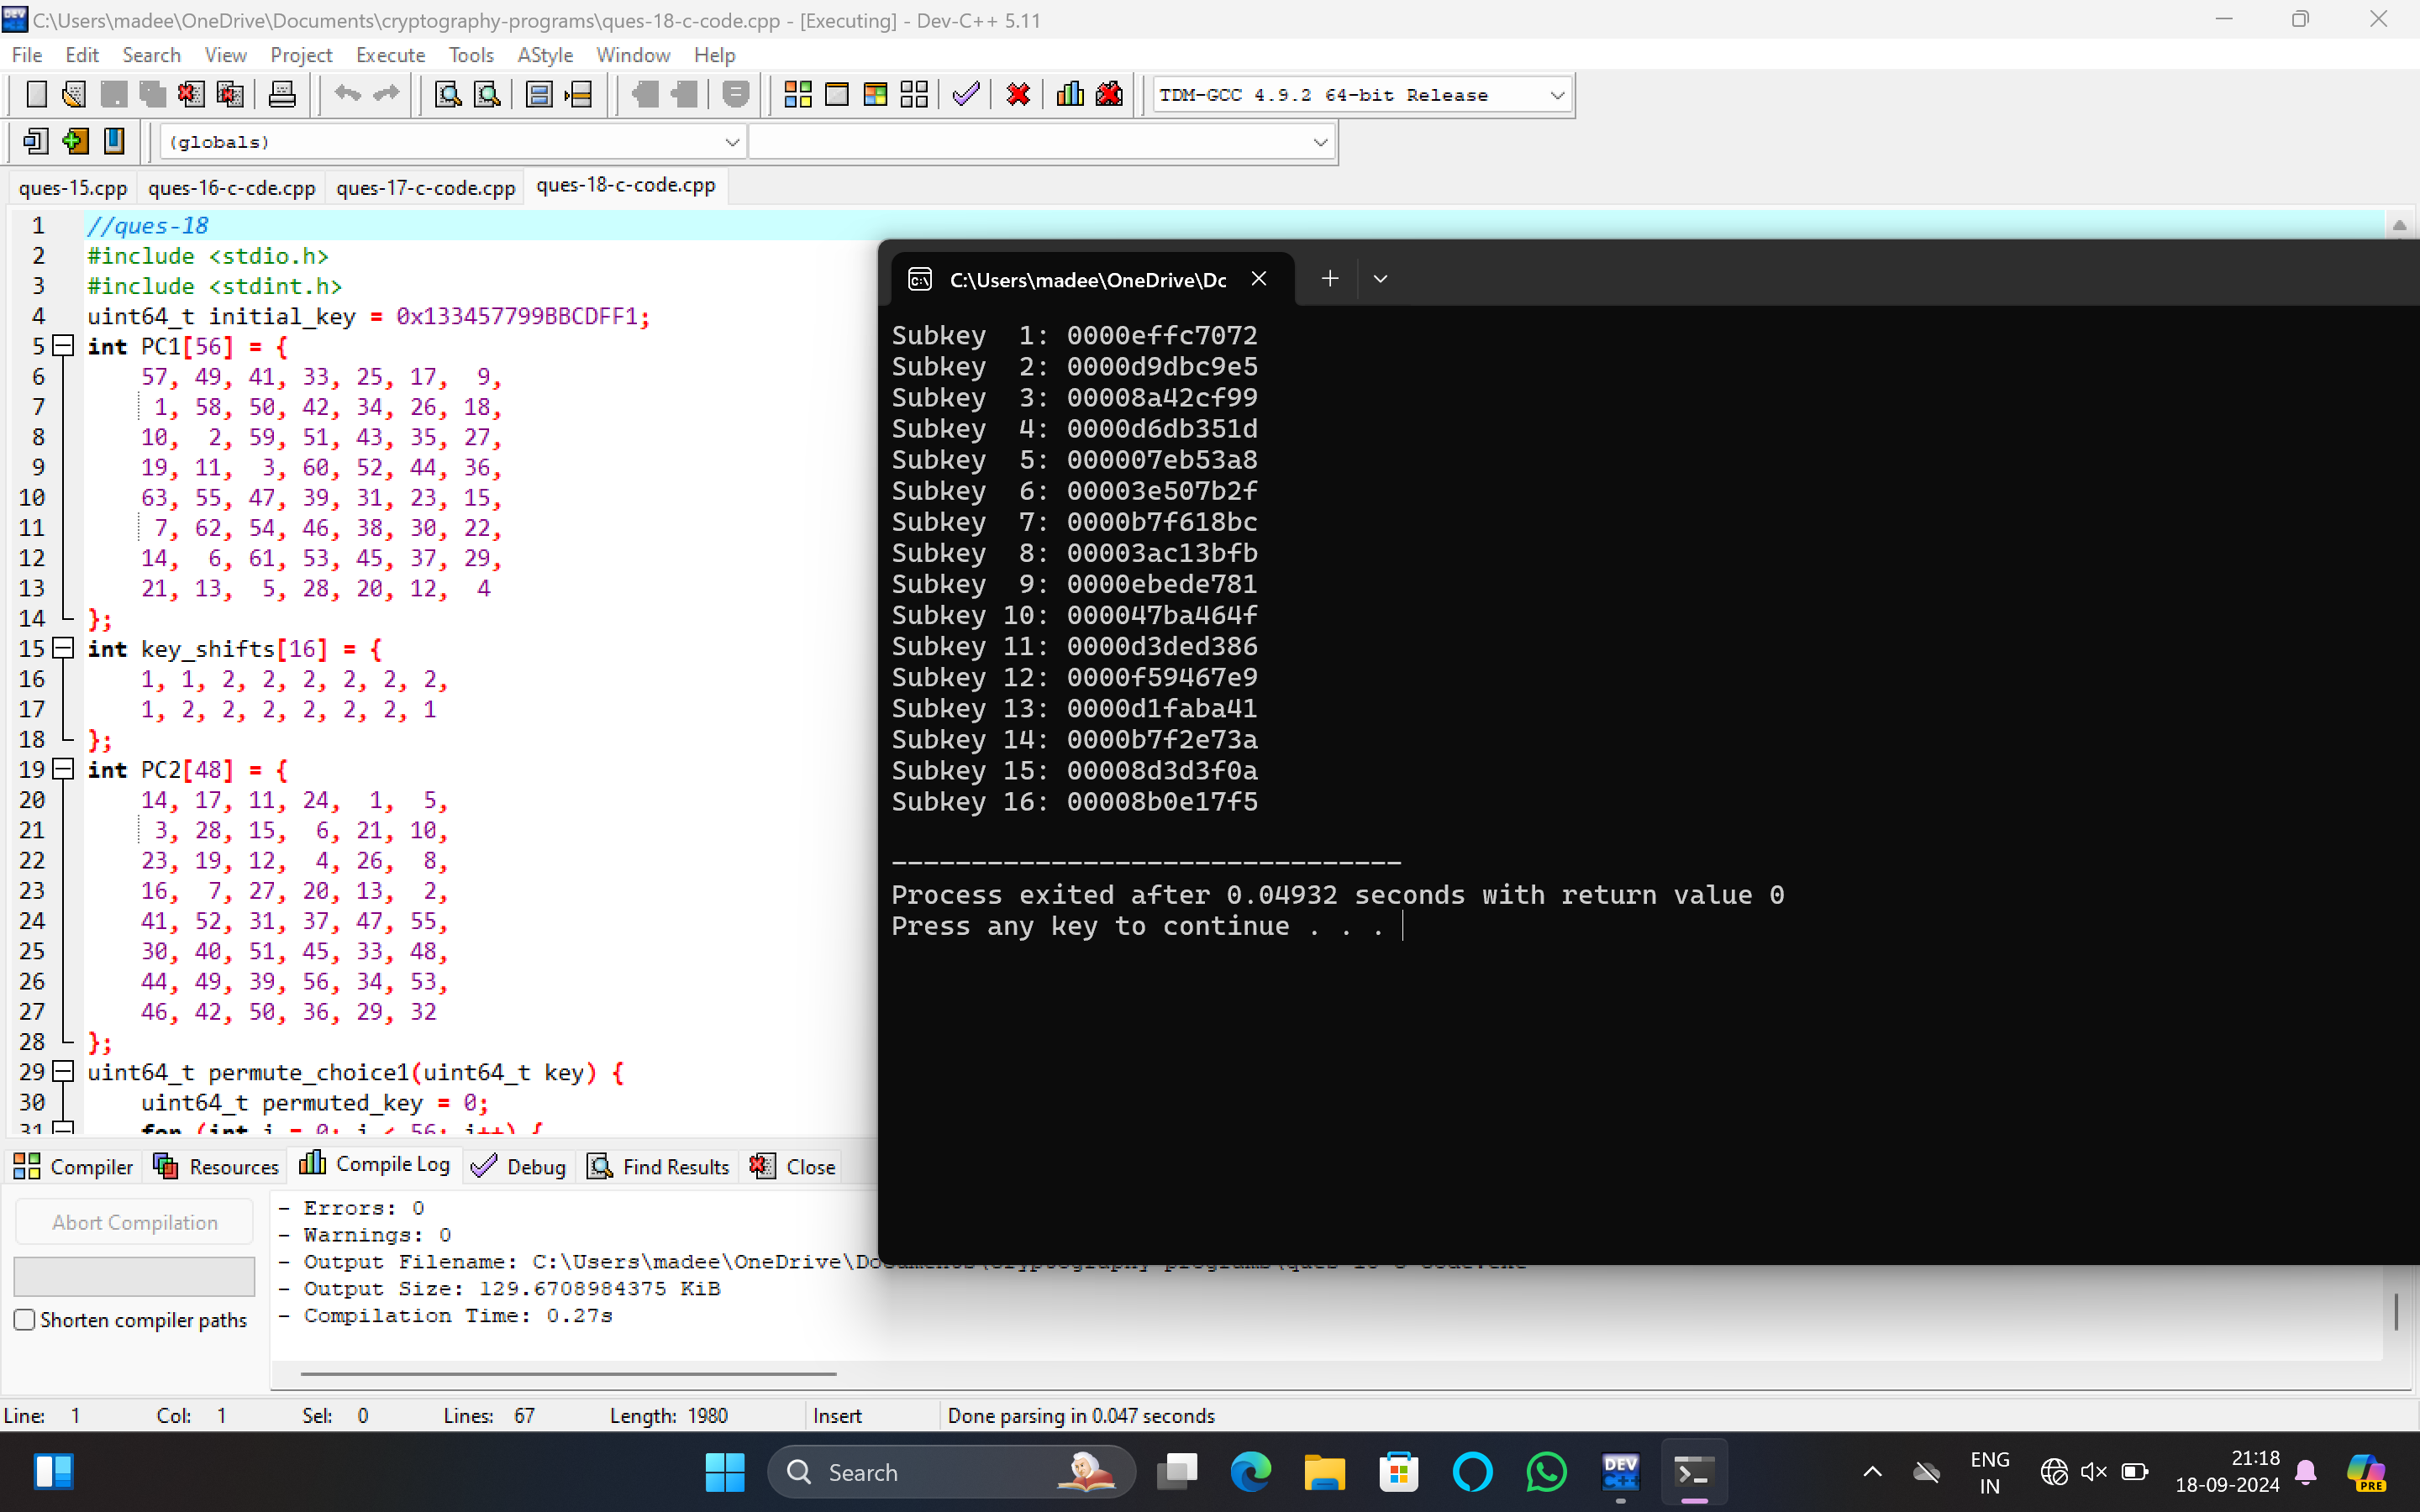 C:\Users\madee\OneDrive\Documents\cryptography-programs\ques-18-c-code.cpp - [Executing] - Dev-C++ 5.11
File Edit Search View Project Execute Tools AStyle Window Help
TDM-GCC 4.9.2 64-bit Release
(globals)
ques-15.cpp ques-16-c-cde.cpp ques-17-c-code.cpp ques-18-c-code.cpp
1 //ques-18
2 #include <stdio.h>
3 #include <stdint.h>
4 uint64_t initial_key = 0x133457799BBCDFF1;
5 int PC1[56] = {
6 57, 49, 41, 33, 25, 17, 9,
7 1, 58, 50, 42, 34, 26, 18,
8 10, 2, 59, 51, 43, 35, 27,
9 19, 11, 3, 60, 52, 44, 36,
10 63, 55, 47, 39, 31, 23, 15,
11 7, 62, 54, 46, 38, 30, 22,
12 14, 6, 61, 53, 45, 37, 29,
13 21, 13, 5, 28, 20, 12, 4
14 };
15 int key_shifts[16] = {
16 1, 1, 2, 2, 2, 2, 2, 2,
17 1, 2, 2, 2, 2, 2, 2, 1
18 };
19 int PC2[48] = {
20 14, 17, 11, 24, 1, 5,
21 3, 28, 15, 6, 21, 10,
22 23, 19, 12, 4, 26, 8,
23 16, 7, 27, 20, 13, 2,
24 41, 52, 31, 37, 47, 55,
25 30, 40, 51, 45, 33, 48,
26 44, 49, 39, 56, 34, 53,
27 46, 42, 50, 36, 29, 32
28 };
29 uint64_t permute_choice1(uint64_t key) {
30 uint64_t permuted_key = 0;
31 for (int i = 0; i < 56; i++) {
C:\Users\madee\OneDrive\Dc
Subkey 1: 0000effc7072
Subkey 2: 0000d9dbc9e5
Subkey 3: 00008a42cf99
Subkey 4: 0000d6db351d
Subkey 5: 000007eb53a8
Subkey 6: 00003e507b2f
Subkey 7: 0000b7f618bc
Subkey 8: 00003ac13bfb
Subkey 9: 0000ebede781
Subkey 10: 000047ba464f
Subkey 11: 0000d3ded386
Subkey 12: 0000f59467e9
Subkey 13: 0000d1faba41
Subkey 14: 0000b7f2e73a
Subkey 15: 00008d3d3f0a
Subkey 16: 00008b0e17f5
--------------------------------
Process exited after 0.04932 seconds with return value 0
Press any key to continue . . .
Compiler Resources Compile Log Debug Find Results Close
Abort Compilation
Shorten compiler paths
- Errors: 0
- Warnings: 0
- Output Filename: C:\Users\madee\OneDrive\Documents\cryptography-programs\ques-18-c-code.exe
- Output Size: 129.6708984375 KiB
- Compilation Time: 0.27s
Line: 1 Col: 1 Sel: 0 Lines: 67 Length: 1980 Insert Done parsing in 0.047 seconds
Search
DEV C++
ENG
IN
21:18
18-09-2024
PRE